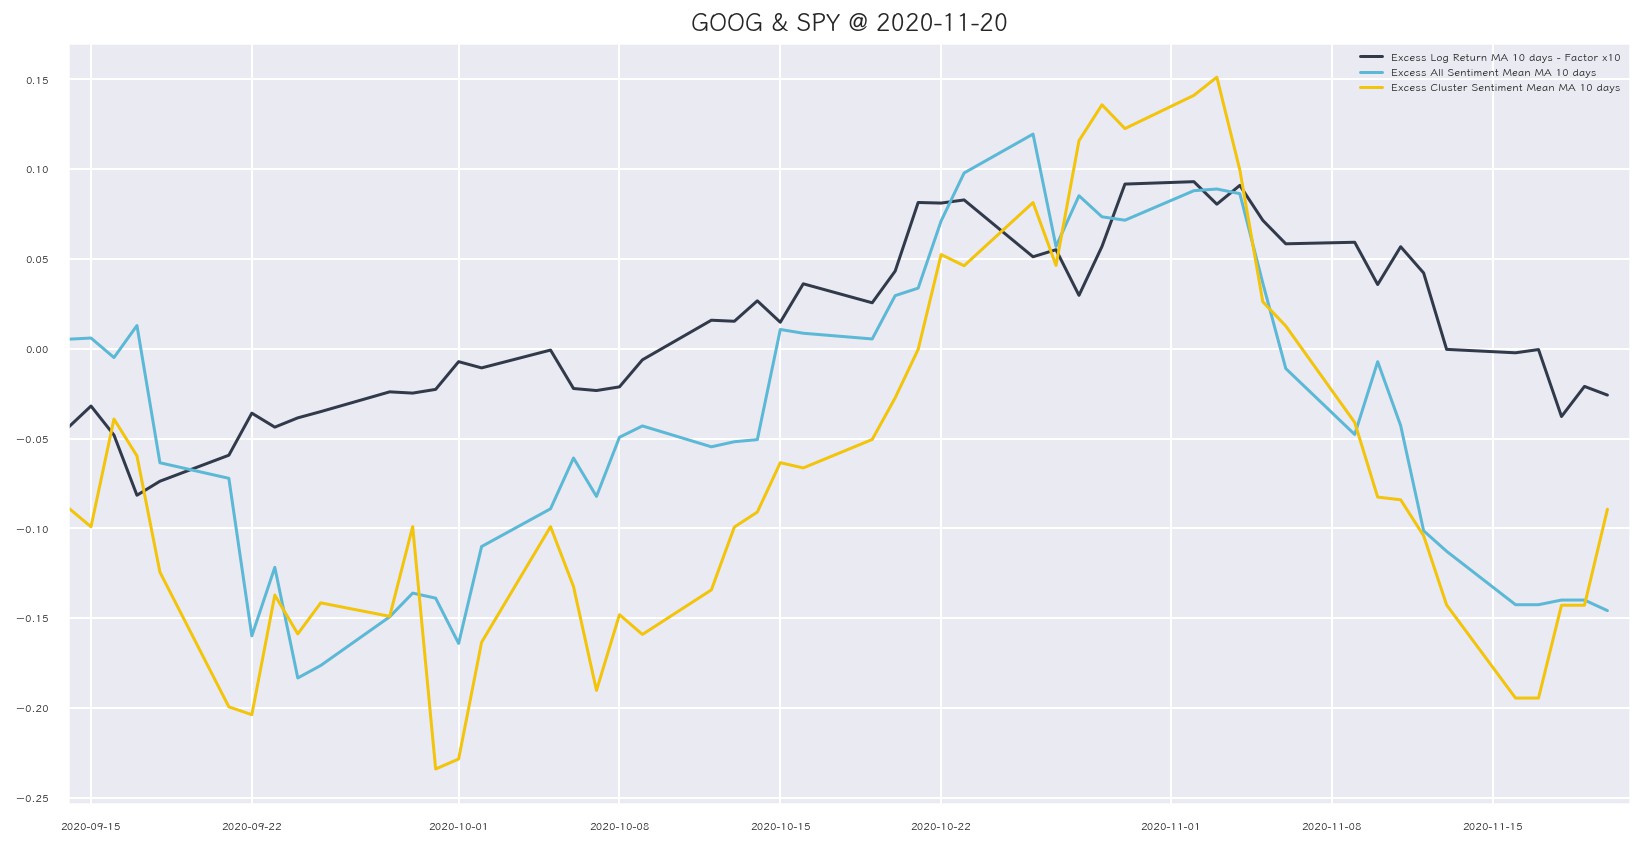 GOOG & SPY @ 2020-11-20
Excess Log Return MA 10 days - Factor x10
Excess All Sentiment Mean MA 10 days
Excess Cluster Sentiment Mean MA 10 days
0.15
0.10
0.05
0.00
−0.05
−0.10
−0.15
−0.20
−0.25
2020-09-15 2020-09-22 2020-10-01 2020-10-08 2020-10-15 2020-10-22 2020-11-01 2020-11-08 2020-11-15